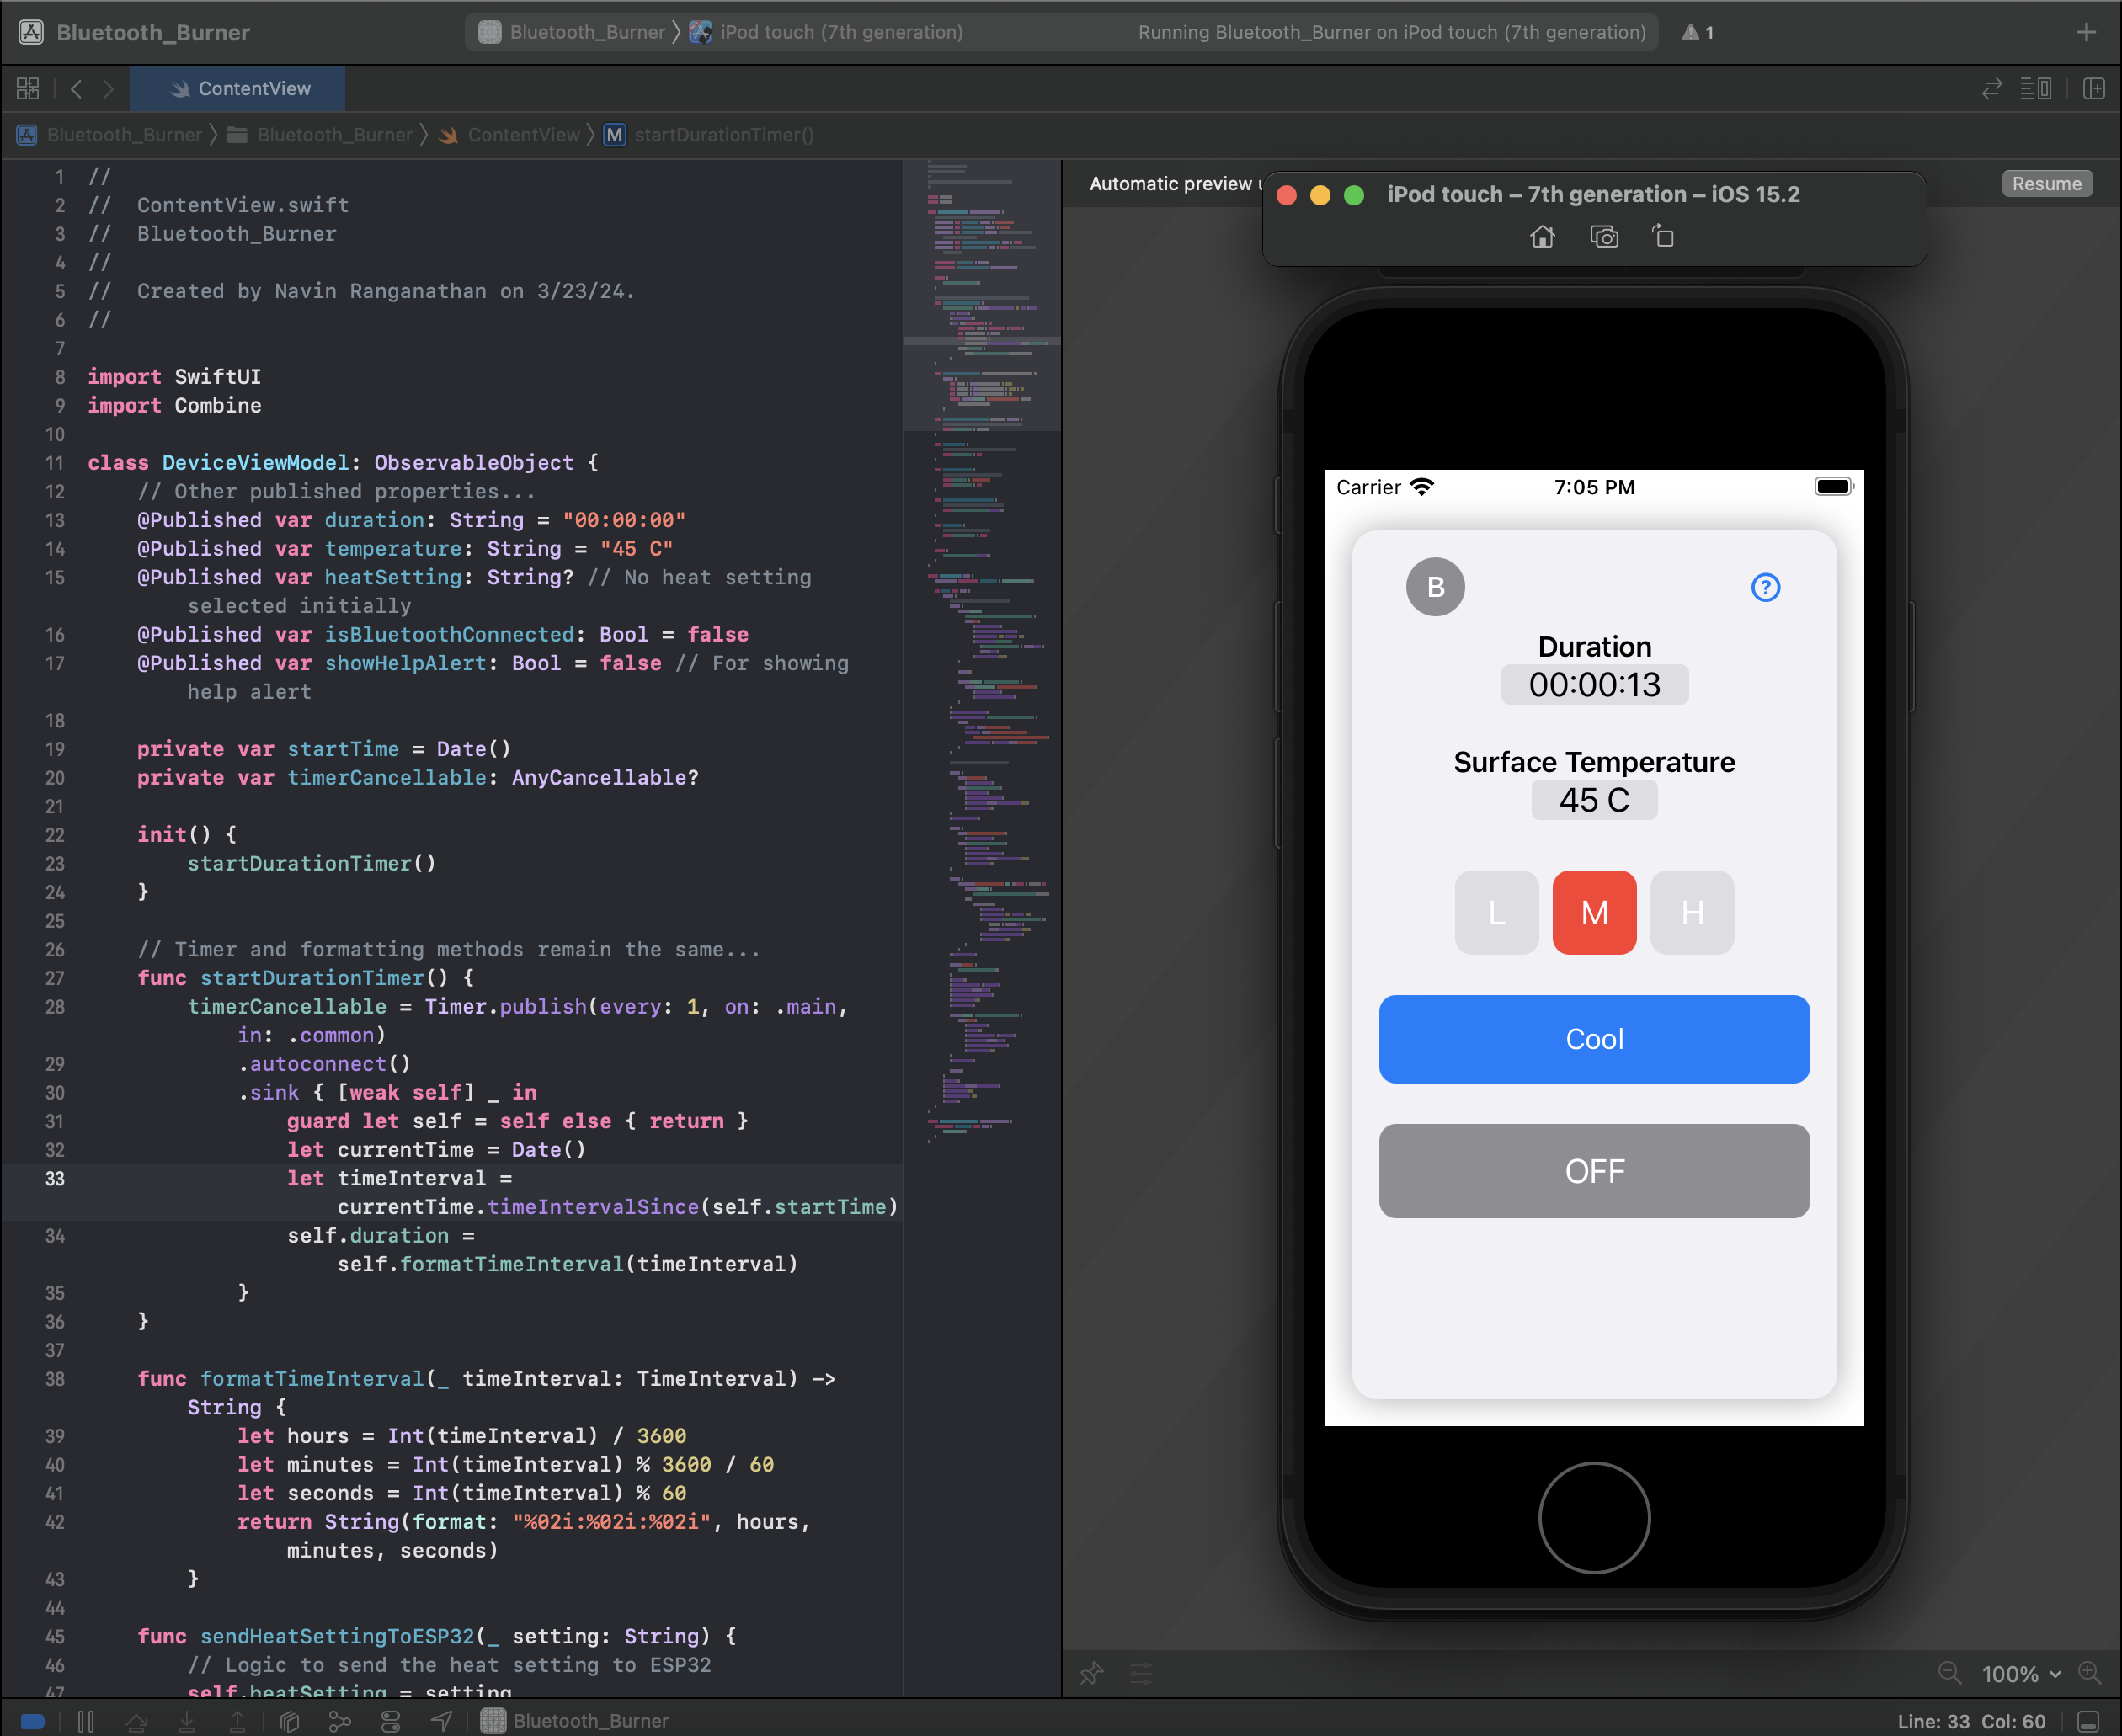 Bluetooth_Burner
Bluetooth_Burner
iPod touch (7th generation)
Running Bluetooth_Burner on iPod touch (7th generation)
1
ContentView
Bluetooth_Burner
Bluetooth_Burner
ContentView
M startDurationTimer()
1 //
2 //  ContentView.swift
3 //  Bluetooth_Burner
4 //
5 //  Created by Navin Ranganathan on 3/23/24.
6 //
7
8 import SwiftUI
9 import Combine
10
11 class DeviceViewModel: ObservableObject {
12     // Other published properties...
13     @Published var duration: String = "00:00:00"
14     @Published var temperature: String = "45 C"
15     @Published var heatSetting: String? // No heat setting
selected initially
16     @Published var isBluetoothConnected: Bool = false
17     @Published var showHelpAlert: Bool = false // For showing
help alert
18
19     private var startTime = Date()
20     private var timerCancellable: AnyCancellable?
21
22     init() {
23         startDurationTimer()
24     }
25
26     // Timer and formatting methods remain the same...
27     func startDurationTimer() {
28         timerCancellable = Timer.publish(every: 1, on: .main,
in: .common)
29             .autoconnect()
30             .sink { [weak self] _ in
31                 guard let self = self else { return }
32                 let currentTime = Date()
33                 let timeInterval =
currentTime.timeIntervalSince(self.startTime)
34                 self.duration =
self.formatTimeInterval(timeInterval)
35             }
36     }
37
38     func formatTimeInterval(_ timeInterval: TimeInterval) ->
String {
39             let hours = Int(timeInterval) / 3600
40             let minutes = Int(timeInterval) % 3600 / 60
41             let seconds = Int(timeInterval) % 60
42             return String(format: "%02i:%02i:%02i", hours,
minutes, seconds)
43         }
44
45     func sendHeatSettingToESP32(_ setting: String) {
46         // Logic to send the heat setting to ESP32
47         self.heatSetting = setting
Automatic preview
Resume
iPod touch – 7th generation – iOS 15.2
Carrier
7:05 PM
B
?
Duration
00:00:13
Surface Temperature
45 C
L
M
H
Cool
OFF
100%
Bluetooth_Burner
Line: 33 Col: 60